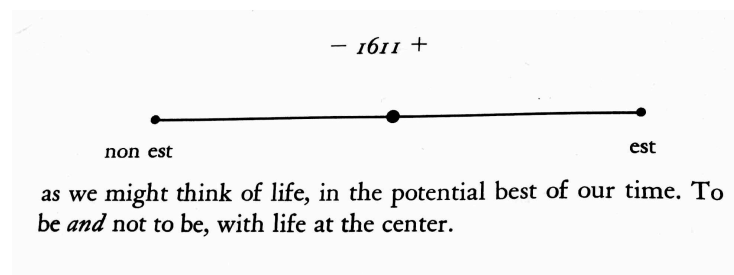 − 1611 +
non est est
as we might think of life, in the potential best of our time. To
be and not to be, with life at the center.